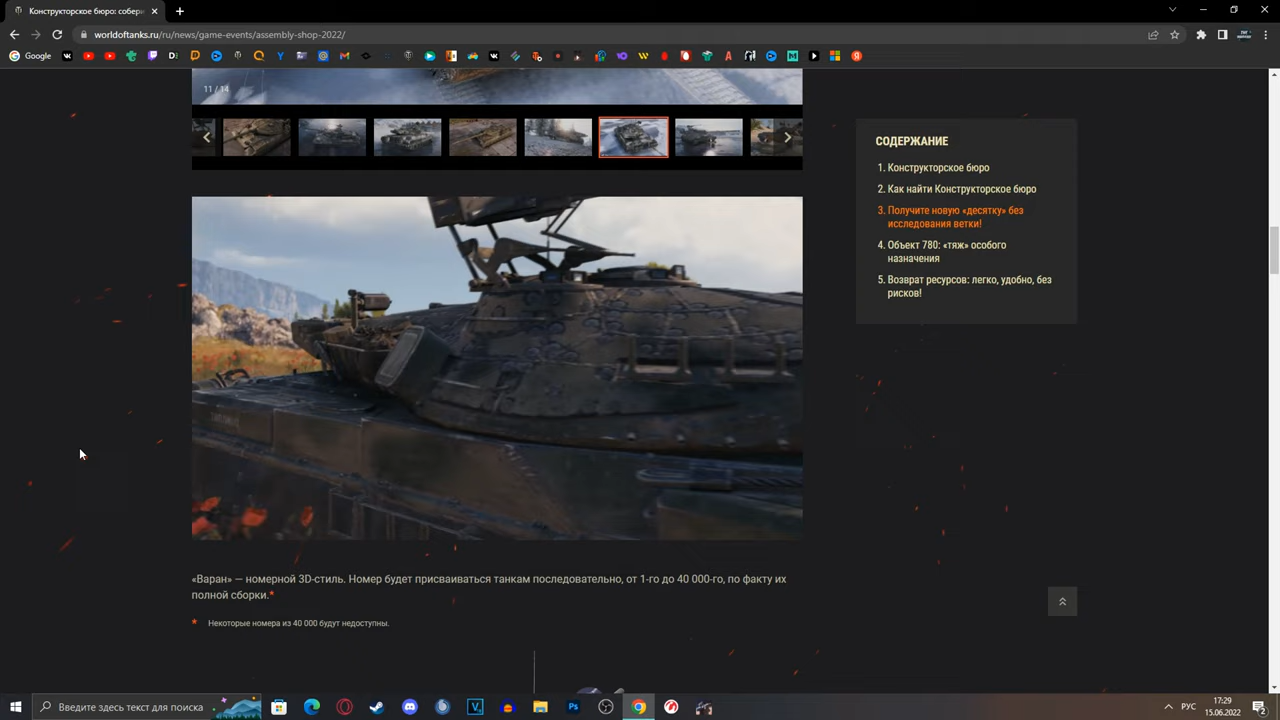 Конструкторское бюро: собери
worldoftanks.ru/ru/news/game-events/assembly-shop-2022/
Google
11 / 14
СОДЕРЖАНИЕ
1. Конструкторское бюро
2. Как найти Конструкторское бюро
3. Получите новую «десятку» без
исследования ветки!
4. Объект 780: «тяж» особого
назначения
5. Возврат ресурсов: легко, удобно, без
рисков!
«Варан» — номерной 3D-стиль. Номер будет присваиваться танкам последовательно, от 1-го до 40 000-го, по факту их
полной сборки.*
* Некоторые номера из 40 000 будут недоступны.
Введите здесь текст для поиска
РУС
17:29
15.06.2022
2